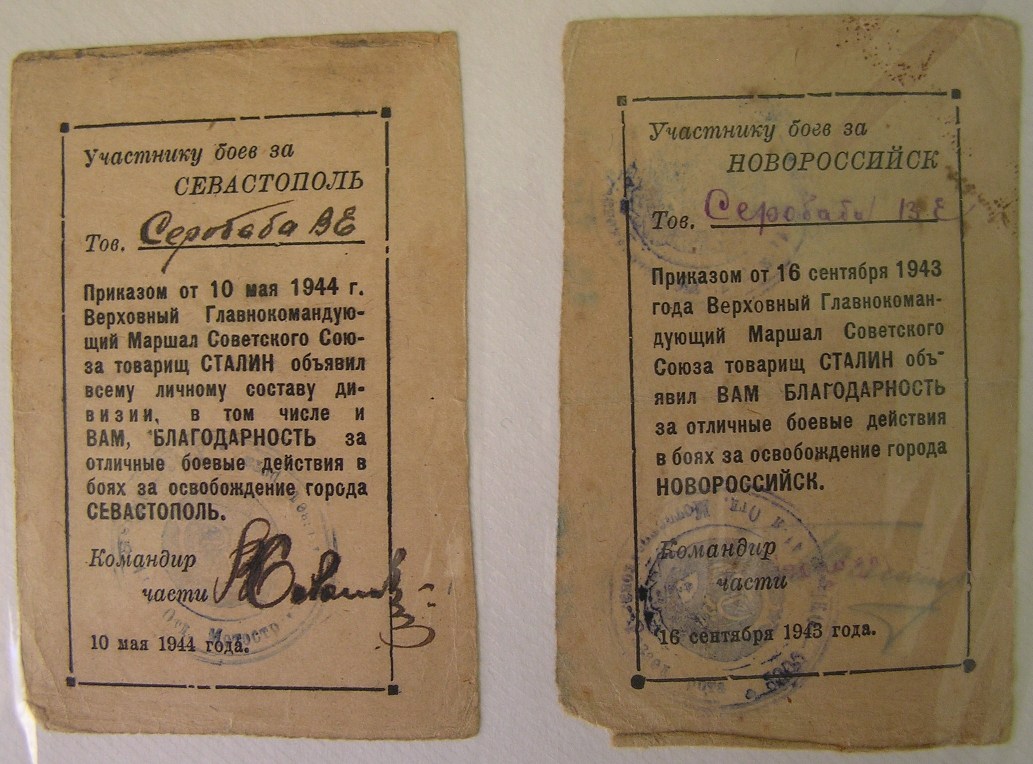 Участнику боев за
СЕВАСТОПОЛЬ
Тов. Серобаба В Е
Приказом от 10 мая 1944 г.
Верховный Главнокомандую-
щий Маршал Советского Сою-
за товарищ СТАЛИН объявил
всему личному составу ди-
визии, в том числе и
ВАМ, БЛАГОДАРНОСТЬ за
отличные боевые действия в
боях за освобождение города
СЕВАСТОПОЛЬ.
Командир
части
10 мая 1944 года.
Участнику боев за
НОВОРОССИЙСК
Тов. Серобаба В Е
Приказом от 16 сентября 1943
года Верховный Главнокоман-
дующий Маршал Советского
Союза товарищ СТАЛИН объ-
явил ВАМ БЛАГОДАРНОСТЬ
за отличные боевые действия
в боях за освобождение города
НОВОРОССИЙСК.
Командир
части
16 сентября 1943 года.